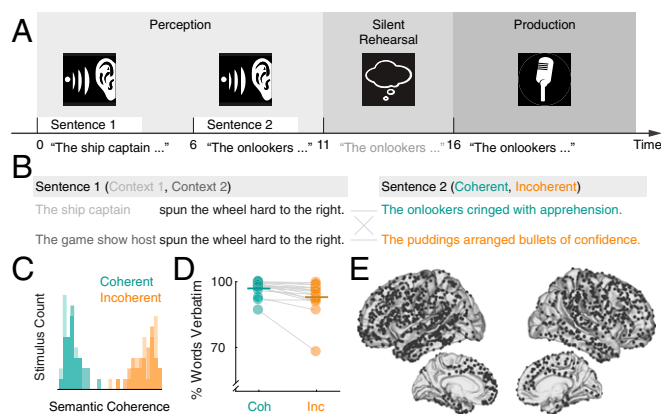 A
Perception
Silent
Rehearsal
Production
Sentence 1
Sentence 2
0
6
11
16
Time
"The ship captain ..."
"The onlookers ..."
"The onlookers ..."
"The onlookers ..."
B
Sentence 1 (Context 1, Context 2)
Sentence 2 (Coherent, Incoherent)
The ship captain spun the wheel hard to the right.
The onlookers cringed with apprehension.
The game show host spun the wheel hard to the right.
The puddings arranged bullets of confidence.
C
Coherent
Incoherent
Stimulus Count
Semantic Coherence
D
% Words Verbatim
100
70
Coh
Inc
E